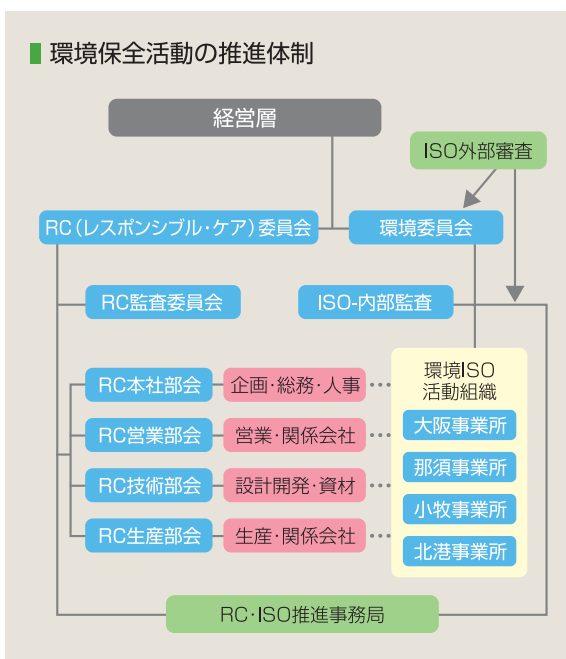 環境保全活動の推進体制
経営層
ISO外部審査
RC（レスポンシブル・ケア）委員会
環境委員会
RC監査委員会
ISO-内部監査
RC本社部会
企画・総務・人事
RC営業部会
営業・関係会社
RC技術部会
設計開発・資材
RC生産部会
生産・関係会社
環境ISO
活動組織
大阪事業所
那須事業所
小牧事業所
北港事業所
RC・ISO推進事務局